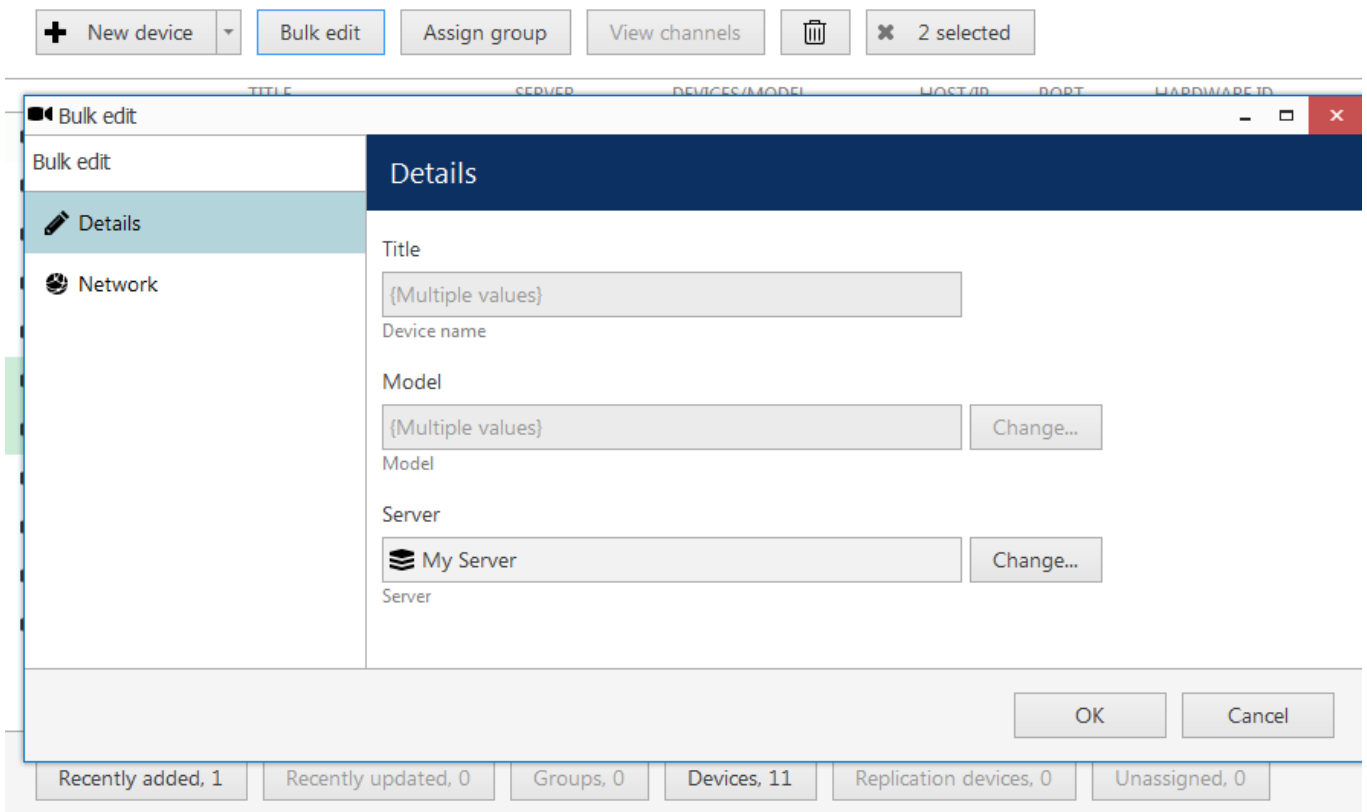 New device
Bulk edit
Assign group
View channels
2 selected
TITLE SERVER DEVICES/MODEL HOST/IP PORT HARDWARE ID
Bulk edit
Bulk edit
Details
Network
Details
Title
{Multiple values}
Device name
Model
{Multiple values}
Change...
Model
Server
My Server
Change...
Server
OK
Cancel
Recently added, 1
Recently updated, 0
Groups, 0
Devices, 11
Replication devices, 0
Unassigned, 0